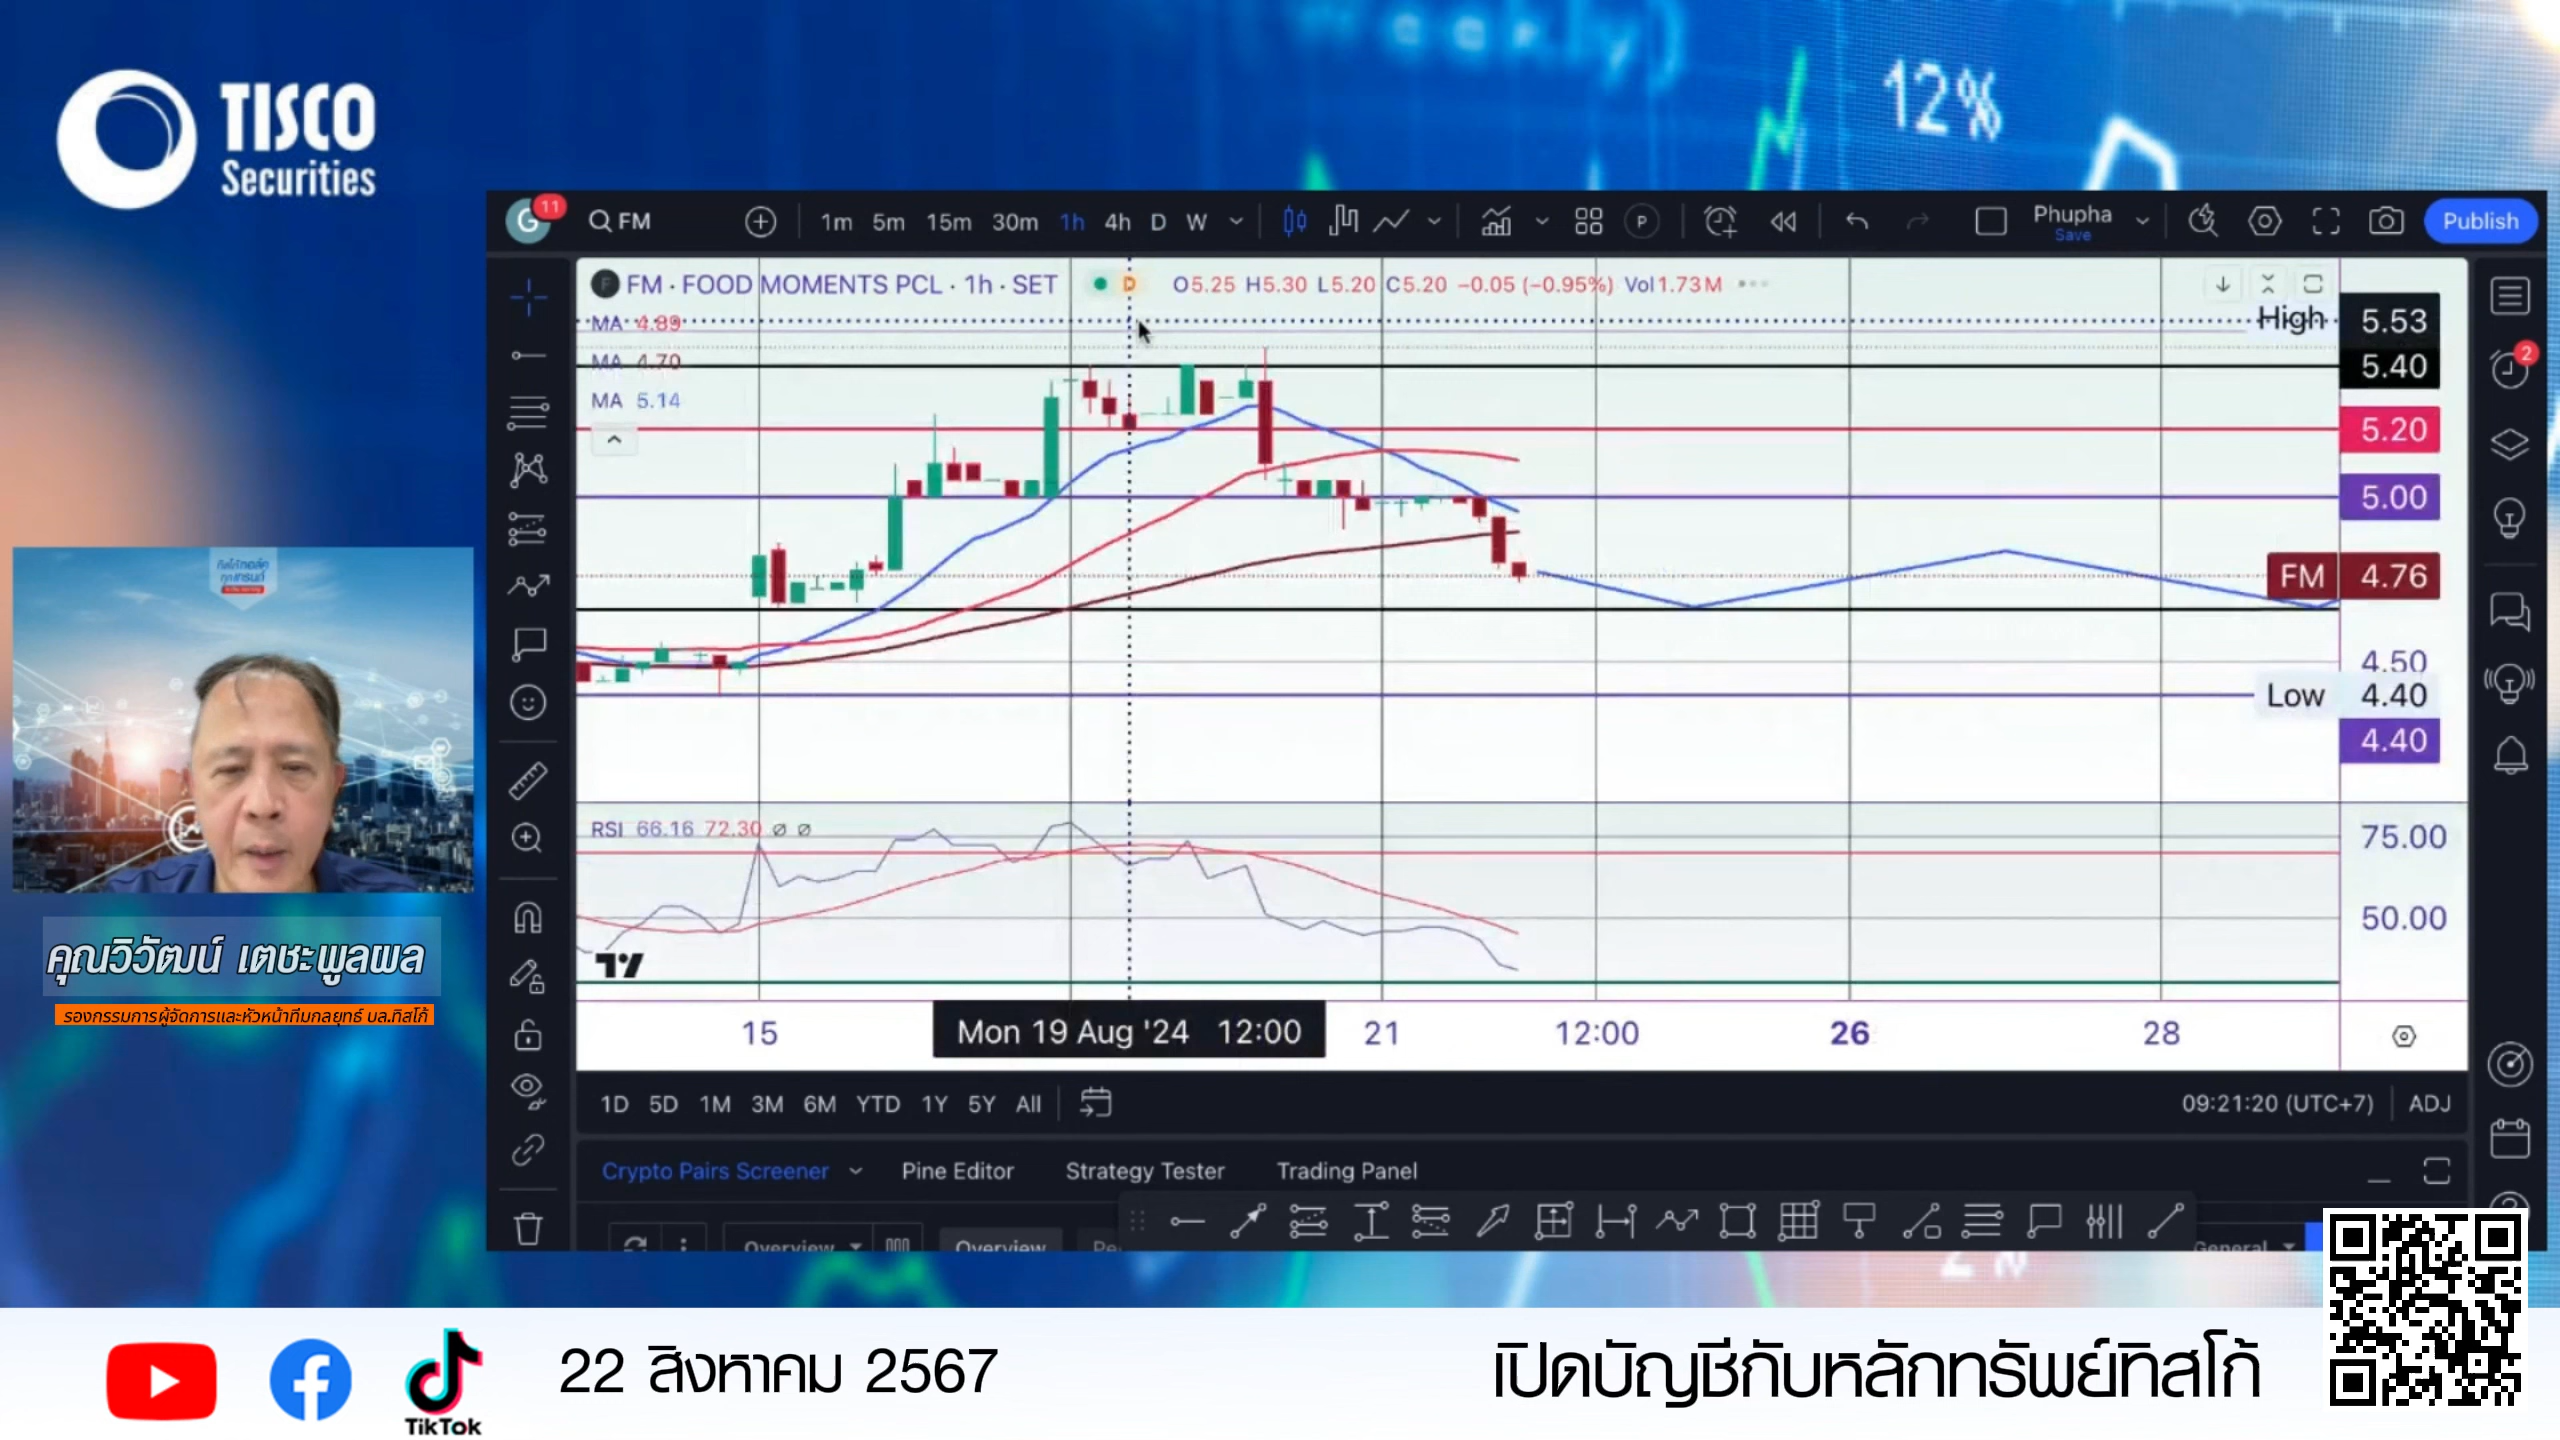 TISCO
Securities
12%
G 11 FM 1m 5m 15m 30m 1h 4h D W P Phupha Save Publish
F FM · FOOD MOMENTS PCL · 1h · SET D O5.25 H5.30 L5.20 C5.20 −0.05 (−0.95%) Vol1.73M
MA 4.89
MA 4.70
MA 5.14
High 5.53
5.40
5.20
5.00
FM 4.76
4.50
Low 4.40
4.40
2
RSI 66.16 72.30 ∅ ∅
75.00
50.00
15 Mon 19 Aug '24 12:00 21 12:00 26 28
1D 5D 1M 3M 6M YTD 1Y 5Y All 09:21:20 (UTC+7) ADJ
Crypto Pairs Screener Pine Editor Strategy Tester Trading Panel
Overview Overview General
คุณวิวัฒน์ เตชะพูลผล
รองกรรมการผู้จัดการและหัวหน้าทีมกลยุทธ์ บล.ทิสโก้
TikTok
22 สิงหาคม 2567
เปิดบัญชีกับหลักทรัพย์ทิสโก้